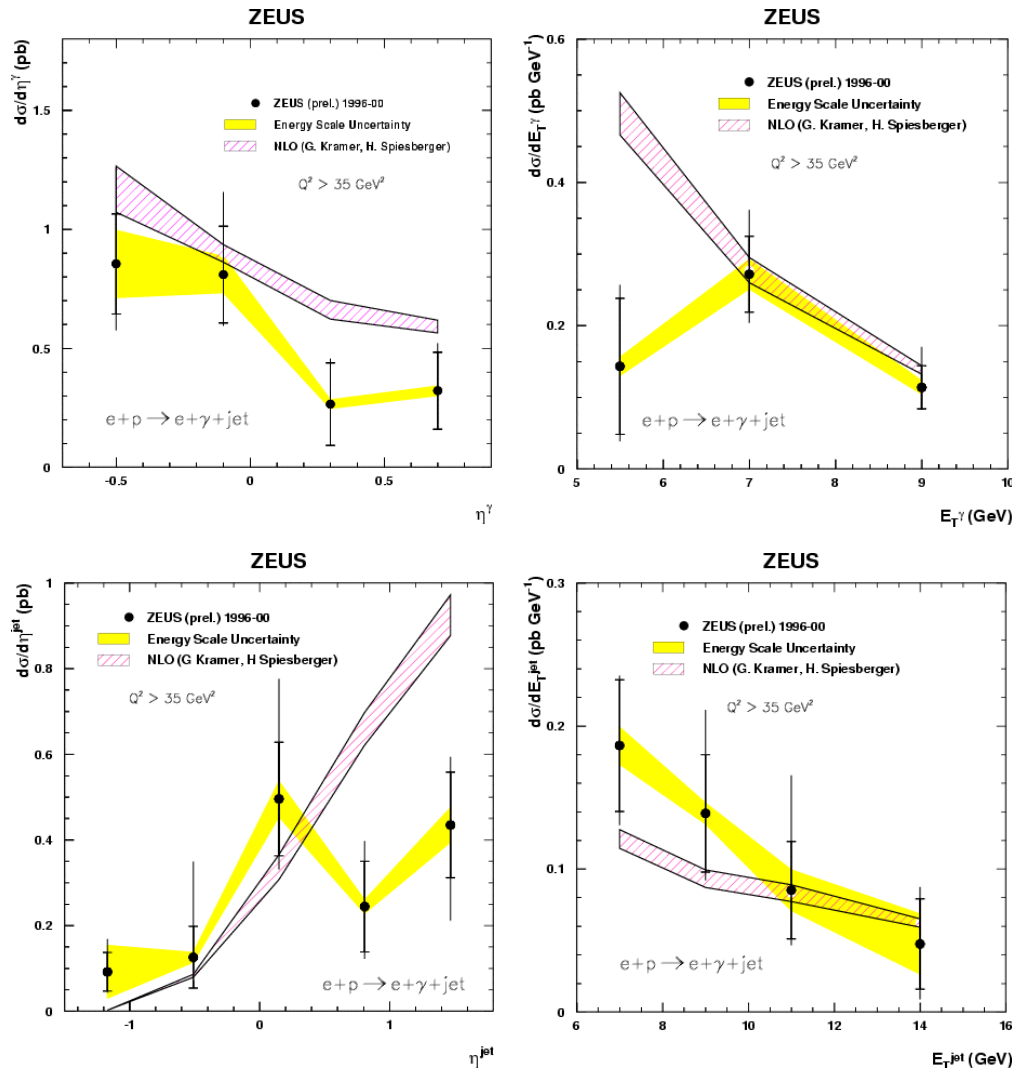 ZEUS
dσ/dη^γ (pb)
1.5
1
0.5
0
ZEUS (prel.) 1996-00
Energy Scale Uncertainty
NLO (G. Kramer, H. Spiesberger)
Q² > 35 GeV²
e+p → e+γ+jet
-0.5 0 0.5
η^γ
ZEUS
dσ/dE_T^γ (pb GeV⁻¹)
0.6
0.4
0.2
0
ZEUS (prel.) 1996-00
Energy Scale Uncertainty
NLO (G. Kramer, H. Spiesberger)
Q² > 35 GeV²
e+p → e+γ+jet
5 6 7 8 9 10
E_T^γ (GeV)
ZEUS
dσ/dη^jet (pb)
1
0.8
0.6
0.4
0.2
0
ZEUS (prel.) 1996-00
Energy Scale Uncertainty
NLO (G. Kramer, H Spiesberger)
Q² > 35 GeV²
e+p → e+γ+jet
-1 0 1
η^jet
ZEUS
dσ/dE_T^jet (pb GeV⁻¹)
0.3
0.2
0.1
0
ZEUS (prel.) 1996-00
Energy Scale Uncertainty
NLO (G. Kramer, H. Spiesberger)
Q² > 35 GeV²
e+p → e+γ+jet
6 8 10 12 14 16
E_T^jet (GeV)